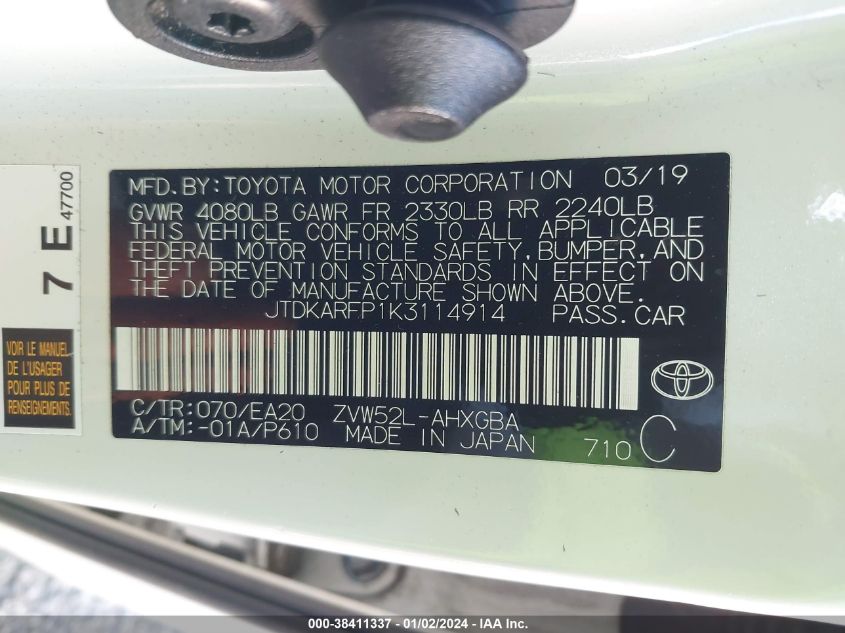 MFD.BY:TOYOTA MOTOR CORPORATION 03/19
GVWR 4080LB GAWR FR 2330LB RR 2240LB
THIS VEHICLE CONFORMS TO ALL APPLICABLE
FEDERAL MOTOR VEHICLE SAFETY,BUMPER,AND
THEFT PREVENTION STANDARDS IN EFFECT ON
THE DATE OF MANUFACTURE SHOWN ABOVE.
JTDKARFP1K3114914 PASS.CAR
C/TR:070/EA20 ZVW52L-AHXGBA
A/TM:-01A/P610 MADE IN JAPAN 710 C
7 E 47700
VOIR LE MANUEL
DE L'USAGER
POUR PLUS DE
RENSEIGNEMENTS.
000-38411337 - 01/02/2024 - IAA Inc.